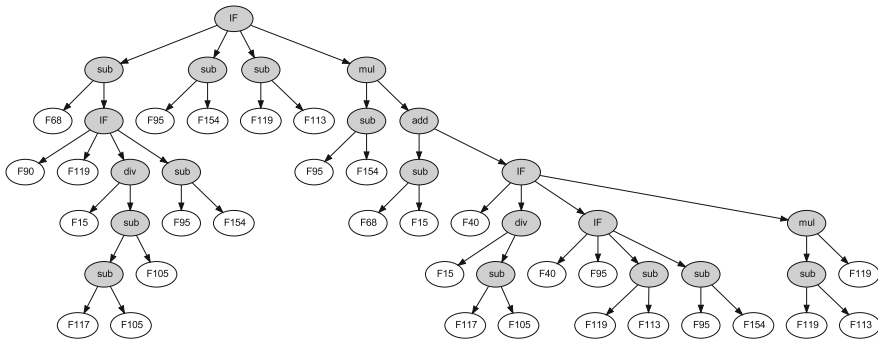 IF
sub sub sub mul
F68 IF F95 F154 F119 F113 sub add
F90 F119 div sub F95 F154 sub IF
F15 sub F95 F154 F68 F15 F40 div IF mul
sub F105 F15 sub F40 F95 sub sub sub F119
F117 F105 F117 F105 F119 F113 F95 F154 F119 F113